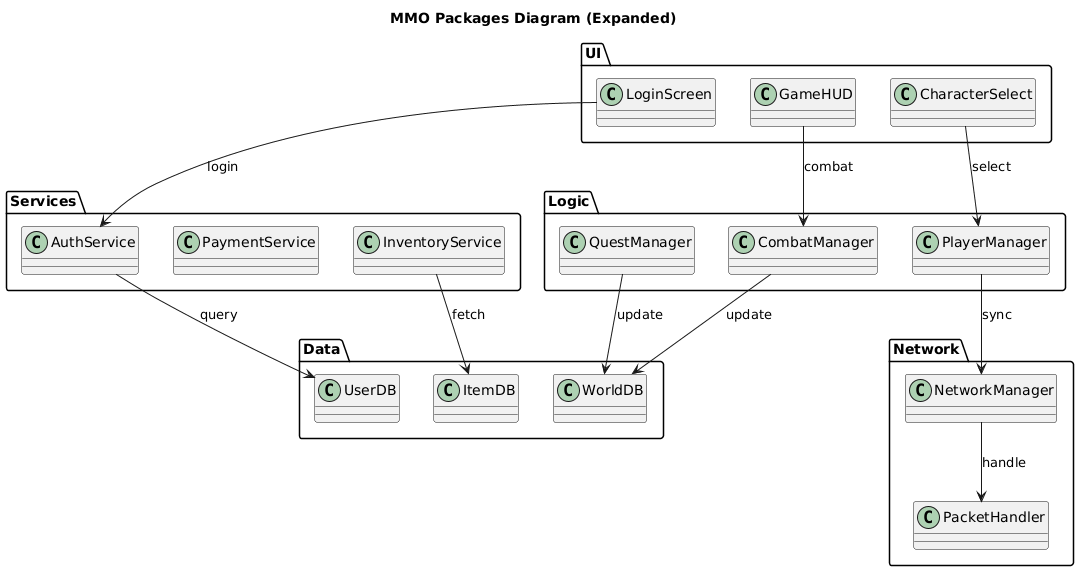 MMO Packages Diagram (Expanded)
UI
C LoginScreen
C GameHUD
C CharacterSelect
login
combat
select
Services
C AuthService
C PaymentService
C InventoryService
Logic
C QuestManager
C CombatManager
C PlayerManager
query
fetch
update
update
sync
Data
C UserDB
C ItemDB
C WorldDB
Network
C NetworkManager
handle
C PacketHandler